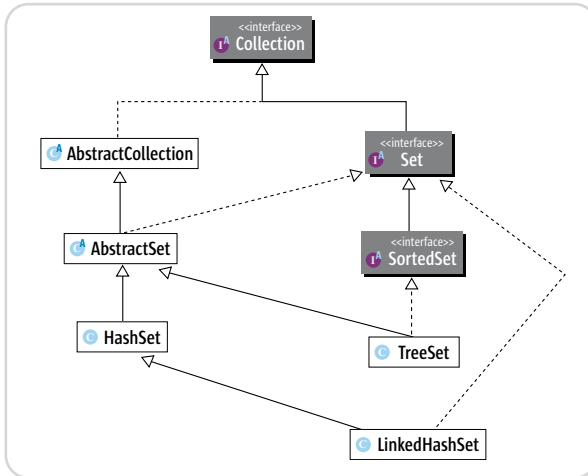 <<interface>>
I A Collection
C A AbstractCollection
<<interface>>
I A Set
C A AbstractSet
<<interface>>
I A SortedSet
C HashSet
C TreeSet
C LinkedHashSet